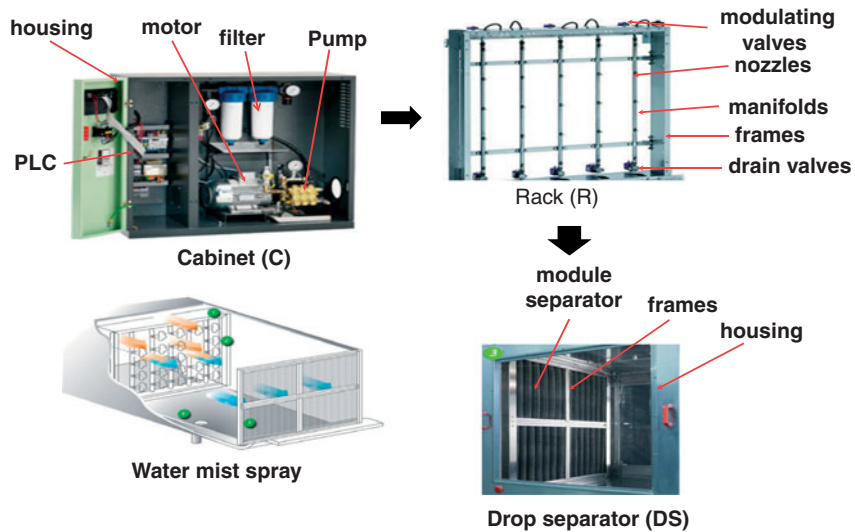 housing
motor
filter
Pump
PLC
Cabinet (C)
modulating
valves
nozzles
manifolds
frames
drain valves
Rack (R)
module
separator
frames
housing
3
Drop separator (DS)
Water mist spray